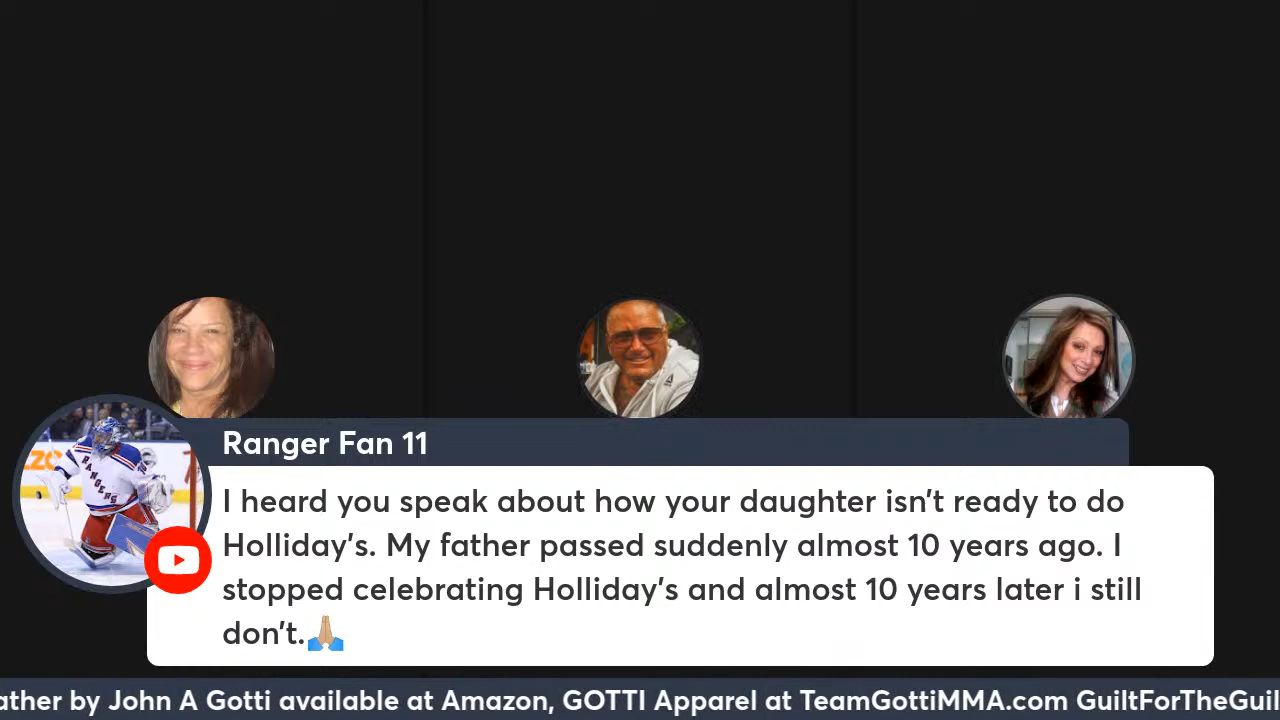 Ranger Fan 11
I heard you speak about how your daughter isn't ready to do
Holliday's. My father passed suddenly almost 10 years ago. I
stopped celebrating Holliday's and almost 10 years later i still
don't.🙏🏼
RANGERS
ather by John A Gotti available at Amazon, GOTTI Apparel at TeamGottiMMA.com GuiltForTheGuil